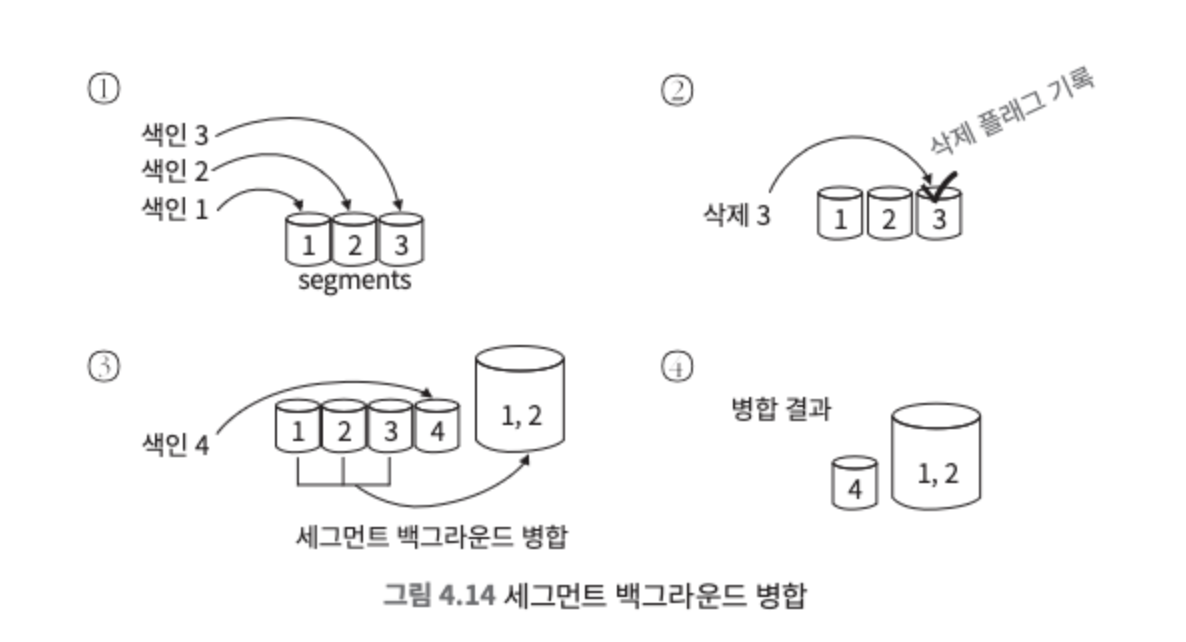 ①
색인 3
색인 2
색인 1
1 2 3
segments
②
삭제 플래그 기록
삭제 3
1 2 3
③
색인 4
1 2 3 4
1, 2
세그먼트 백그라운드 병합
④
병합 결과
4
1, 2
그림 4.14 세그먼트 백그라운드 병합